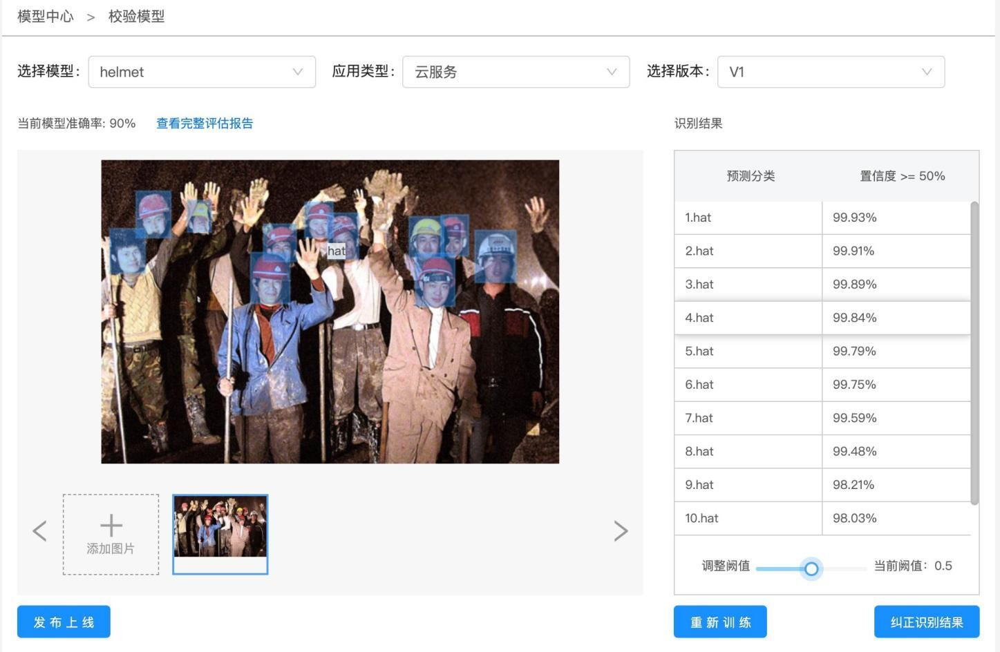 模型中心 > 校验模型
选择模型: helmet 应用类型: 云服务 选择版本: V1
当前模型准确率: 90% 查看完整评估报告 识别结果
预测分类 置信度 >= 50%
1.hat 99.93%
2.hat 99.91%
hat
3.hat 99.89%
4.hat 99.84%
5.hat 99.79%
6.hat 99.75%
7.hat 99.59%
8.hat 99.48%
9.hat 98.21%
10.hat 98.03%
添加图片
调整阙值 当前阙值: 0.5
发布上线 重新训练 纠正识别结果